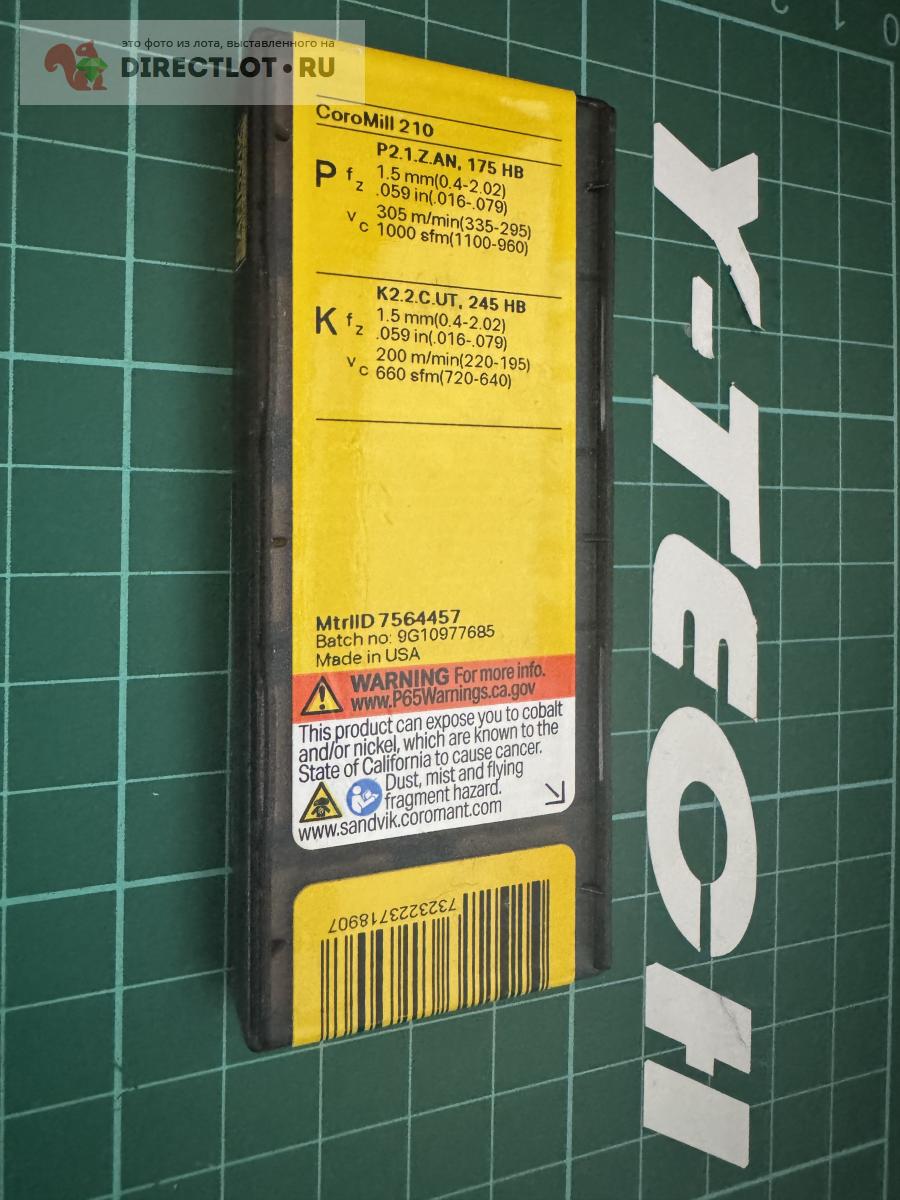 это фото из лота, выставленного на
DIRECTLOT•RU
2 1 0
CoroMill 210
P2.1.Z.AN, 175 HB
P fz 1.5 mm(0.4-2.02)
.059 in(.016-.079)
vc 305 m/min(335-295)
1000 sfm(1100-960)
K2.2.C.UT, 245 HB
K fz 1.5 mm(0.4-2.02)
.059 in(.016-.079)
vc 200 m/min(220-195)
660 sfm(720-640)
MtrlID 7564457
Batch no: 9G10977685
Made in USA
WARNING For more info.
www.P65Warnings.ca.gov
This product can expose you to cobalt
and/or nickel, which are known to the
State of California to cause cancer.
Dust, mist and flying
fragment hazard.
www.sandvik.coromant.com
7323223718907
Y-TECH